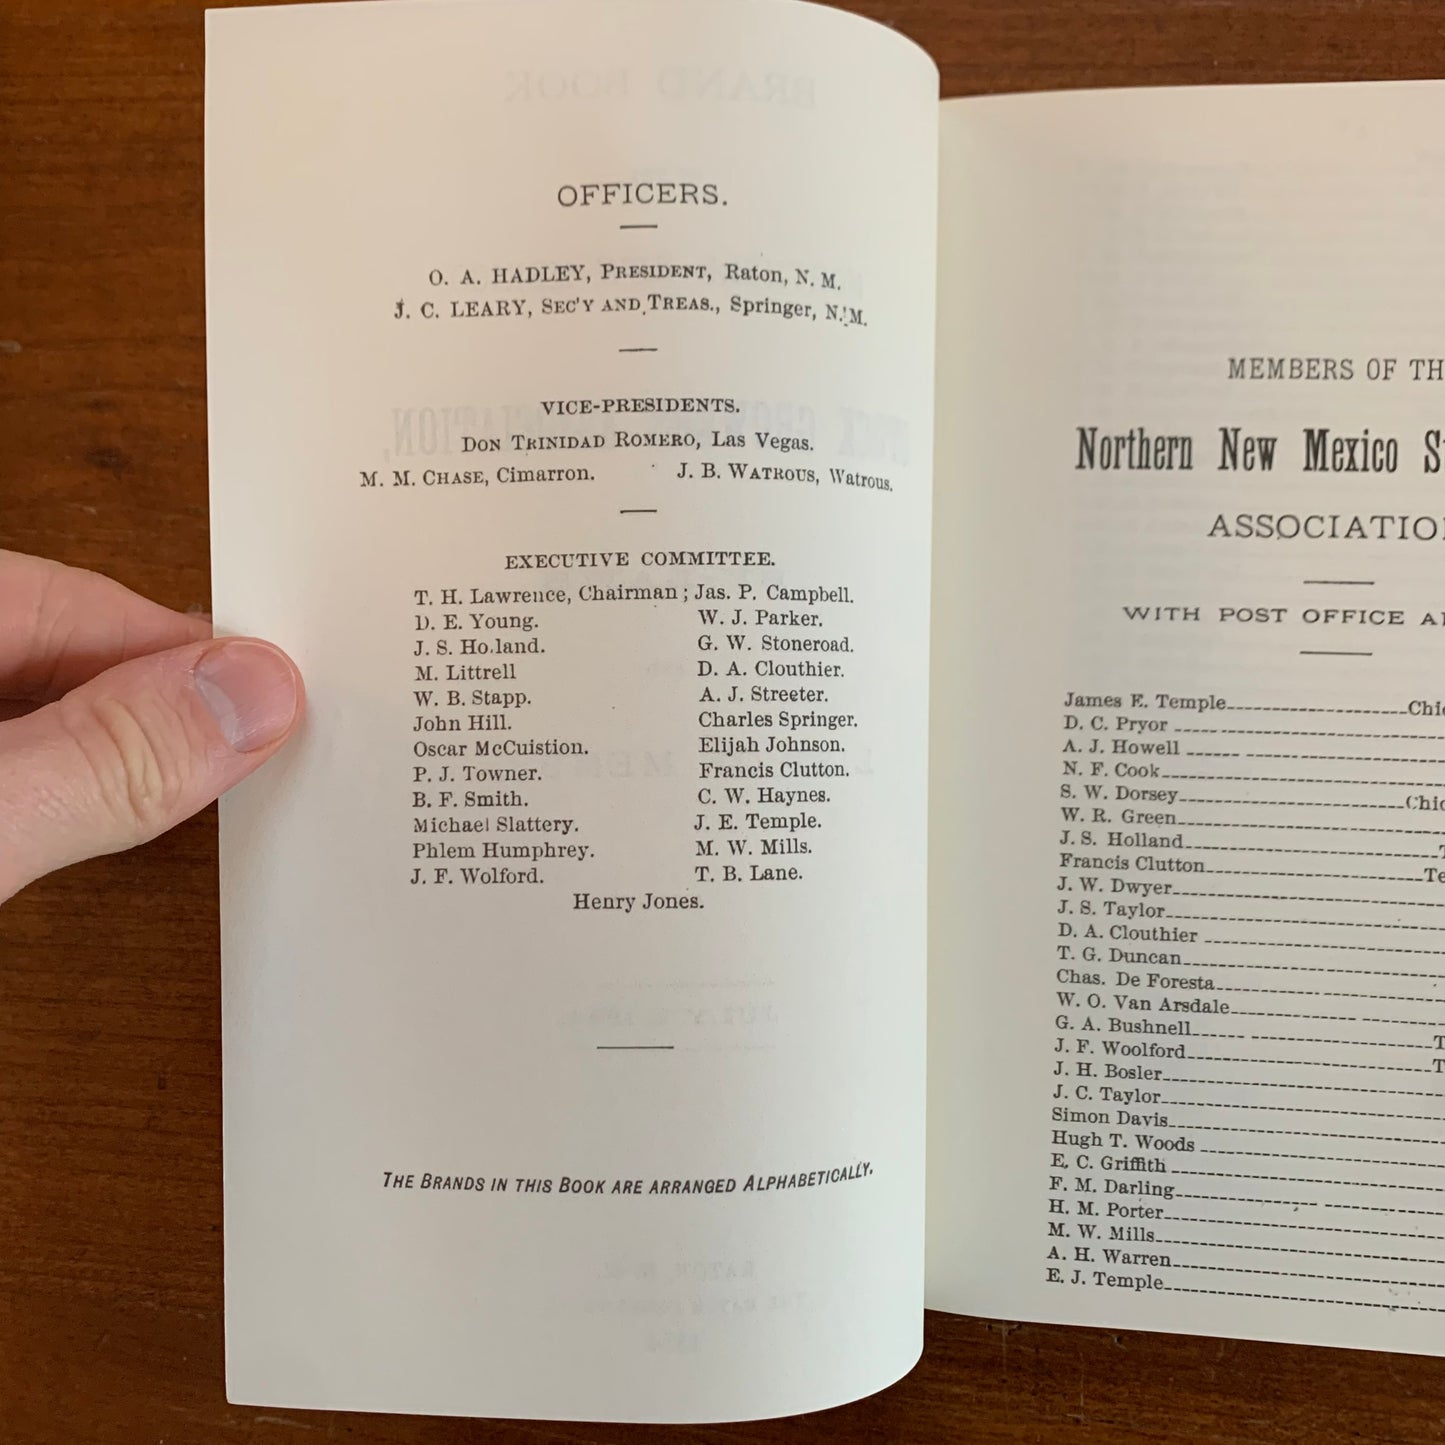 OFFICERS.
O. A. HADLEY, PRESIDENT, Raton, N. M.
J. C. LEARY, SEC'Y AND TREAS., Springer, N. M.
VICE-PRESIDENTS.
DON TRINIDAD ROMERO, Las Vegas.
M. M. CHASE, Cimarron. J. B. WATROUS, Watrous.
EXECUTIVE COMMITTEE.
T. H. Lawrence, Chairman; Jas. P. Campbell.
D. E. Young. W. J. Parker.
J. S. Holland. G. W. Stoneroad.
M. Littrell D. A. Clouthier.
W. B. Stapp. A. J. Streeter.
John Hill. Charles Springer.
Oscar McCuistion. Elijah Johnson.
P. J. Towner. Francis Clutton.
B. F. Smith. C. W. Haynes.
Michael Slattery. J. E. Temple.
Phlem Humphrey. M. W. Mills.
J. F. Wolford. T. B. Lane.
Henry Jones.
THE BRANDS IN THIS BOOK ARE ARRANGED ALPHABETICALLY.
MEMBERS OF TH
Northern New Mexico S
ASSOCIATIO
WITH POST OFFICE A
James E. Temple Chi
D. C. Pryor
A. J. Howell
N. F. Cook
S. W. Dorsey Chi
W. R. Green
J. S. Holland T
Francis Clutton Te
J. W. Dwyer
J. S. Taylor
D. A. Clouthier
T. G. Duncan
Chas. De Foresta
W. O. Van Arsdale
G. A. Bushnell T
J. F. Woolford T
J. H. Bosler
J. C. Taylor
Simon Davis
Hugh T. Woods
E. C. Griffith
F. M. Darling
H. M. Porter
M. W. Mills
A. H. Warren
E. J. Temple